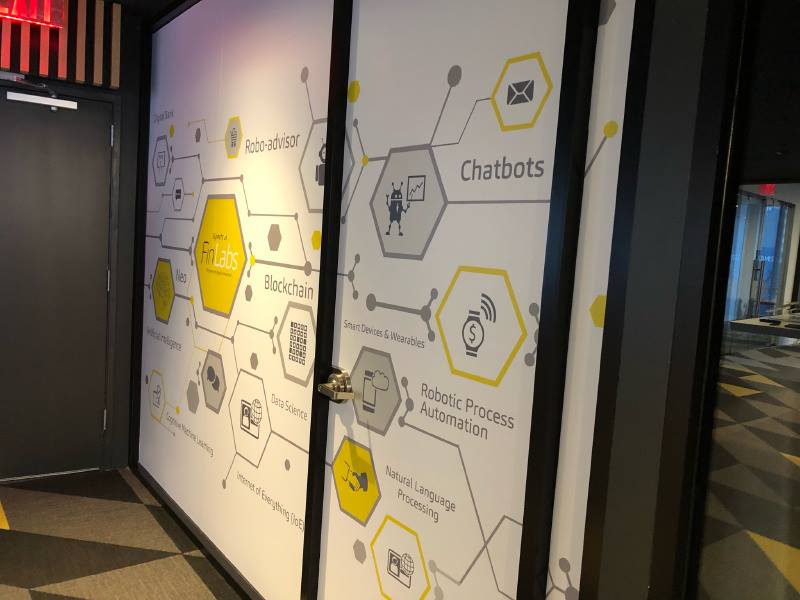 Digital Bank
Robo-advisor
Chatbots
FinLabs
Neo
Blockchain
Artificial Intelligence
Smart Devices & Wearables
Data Science
Robotic Process
Automation
Cognitive Machine Learning
Natural Language
Processing
Internet of Everything (IoE)
$